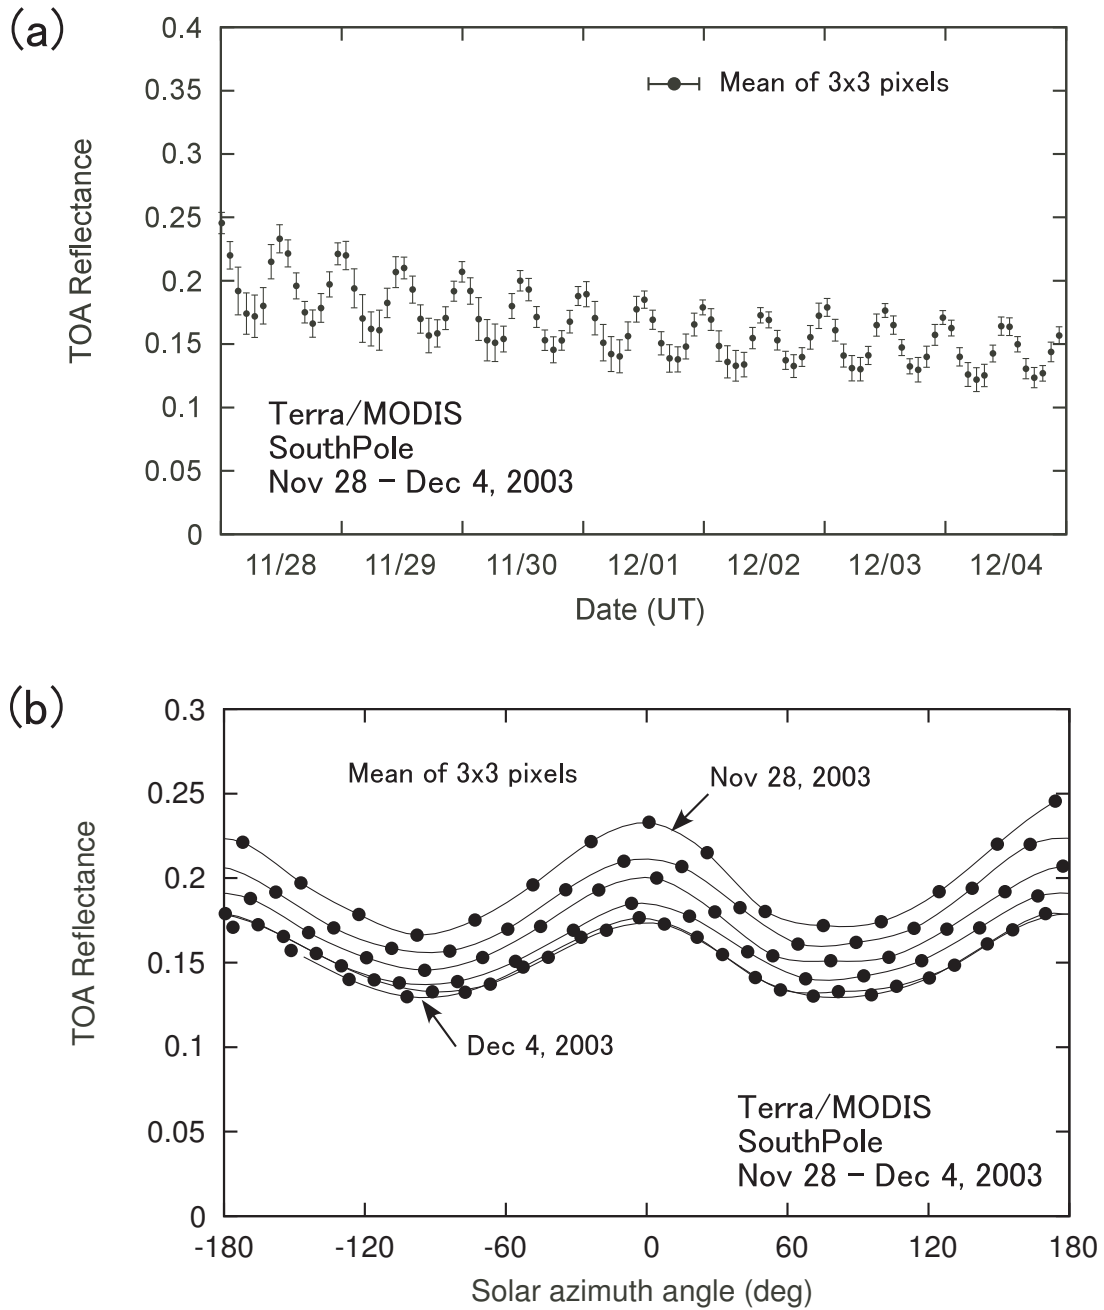 (a)
0.4
0.35
0.3
0.25
0.2
0.15
0.1
0.05
0
TOA Reflectance
Mean of 3x3 pixels
Terra/MODIS
SouthPole
Nov 28 – Dec 4, 2003
11/28 11/29 11/30 12/01 12/02 12/03 12/04
Date (UT)
(b)
0.3
0.25
0.2
0.15
0.1
0.05
0
TOA Reflectance
Mean of 3x3 pixels
Nov 28, 2003
Dec 4, 2003
Terra/MODIS
SouthPole
Nov 28 – Dec 4, 2003
-180 -120 -60 0 60 120 180
Solar azimuth angle (deg)